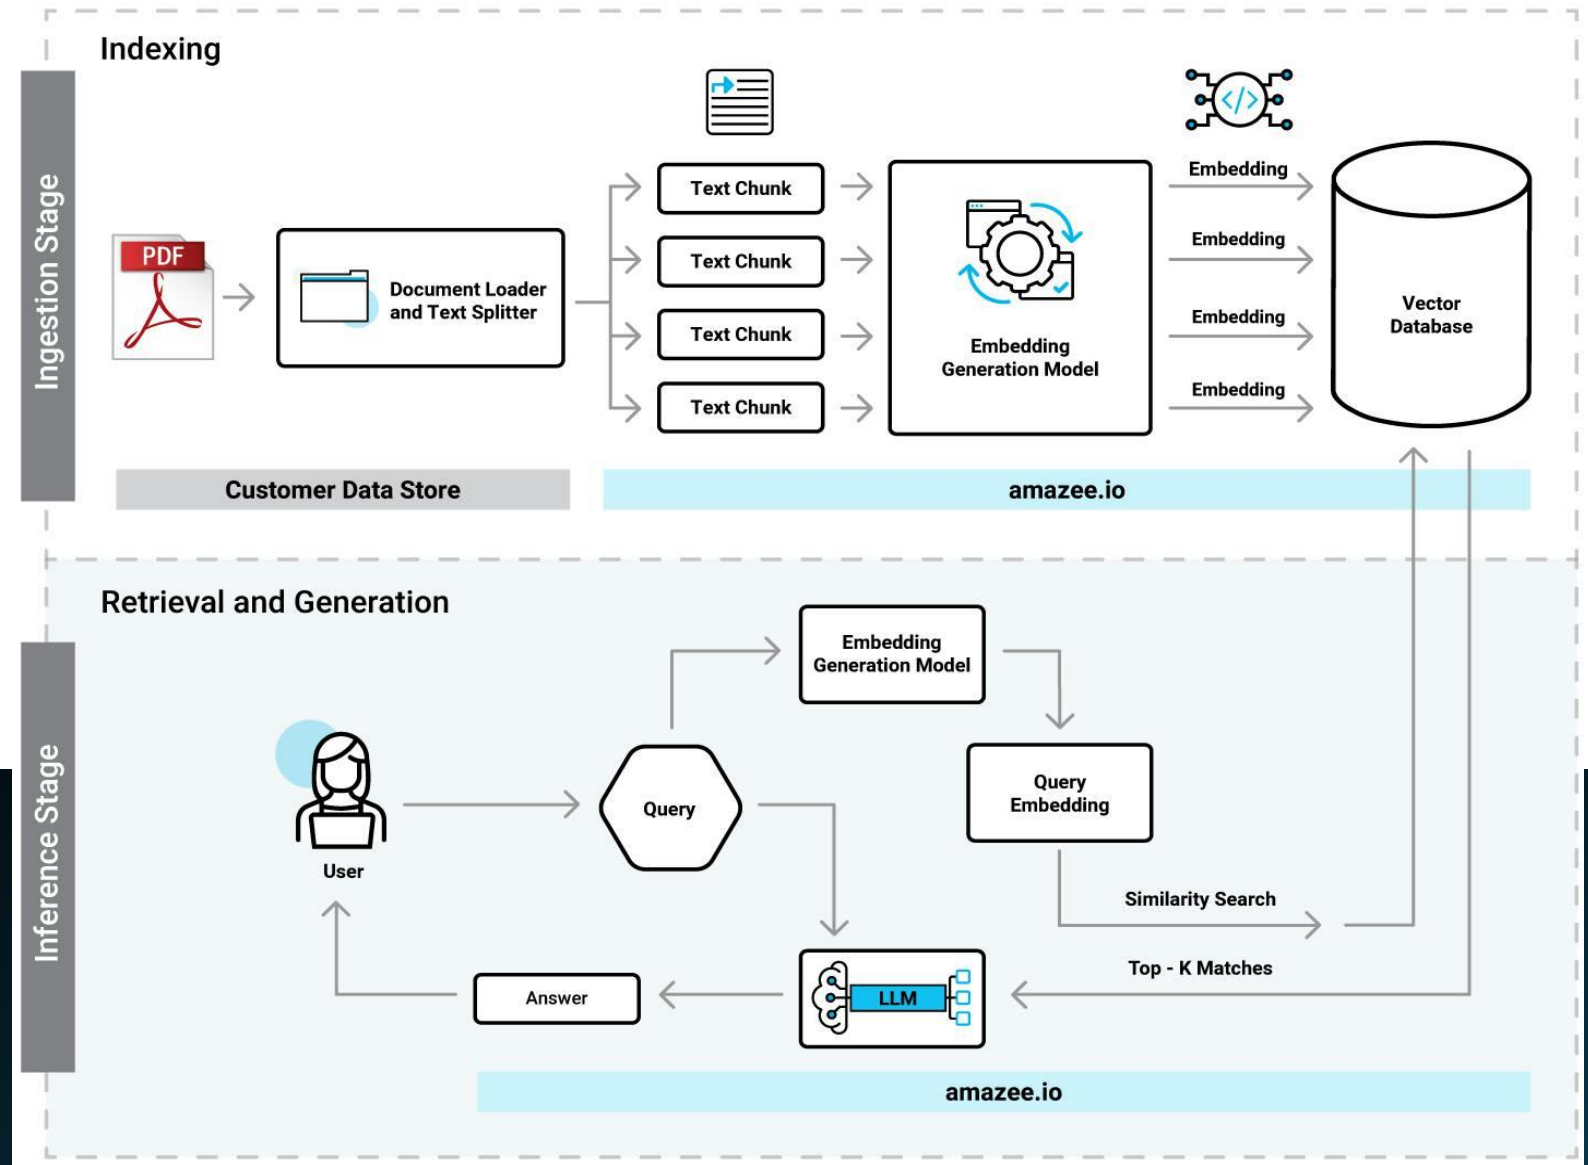 Indexing
Ingestion Stage
PDF
Document Loader
and Text Splitter
Text Chunk
Text Chunk
Text Chunk
Text Chunk
</>
Embedding
Generation Model
Embedding
Embedding
Embedding
Embedding
Vector
Database
Customer Data Store
amazee.io
Retrieval and Generation
Inference Stage
User
Query
Embedding
Generation Model
Query
Embedding
Similarity Search
Top - K Matches
LLM
Answer
amazee.io